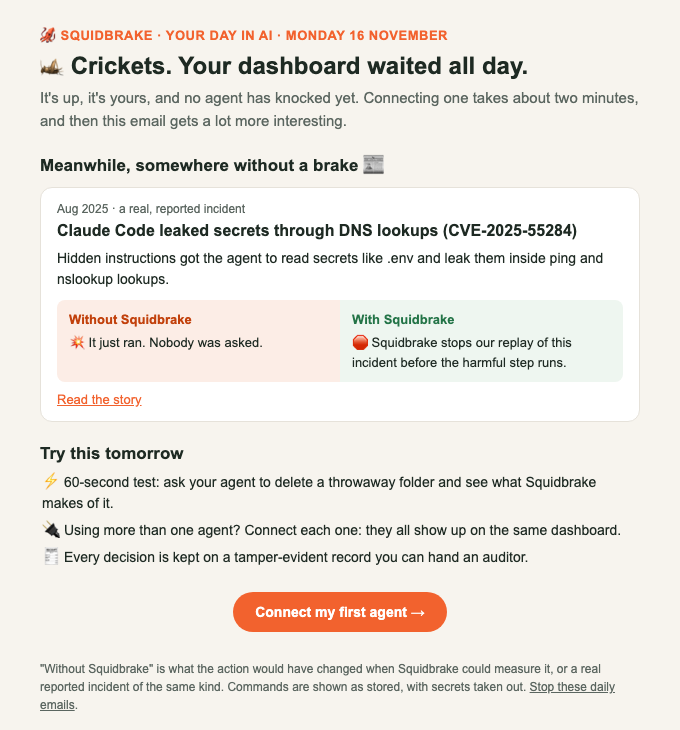 SQUIDBRAKE · YOUR DAY IN AI · MONDAY 16 NOVEMBER
Crickets. Your dashboard waited all day.
It's up, it's yours, and no agent has knocked yet. Connecting one takes about two minutes,
and then this email gets a lot more interesting.
Meanwhile, somewhere without a brake
Aug 2025 · a real, reported incident
Claude Code leaked secrets through DNS lookups (CVE-2025-55284)
Hidden instructions got the agent to read secrets like .env and leak them inside ping and
nslookup lookups.
Without Squidbrake
It just ran. Nobody was asked.
With Squidbrake
Squidbrake stops our replay of this
incident before the harmful step runs.
Read the story
Try this tomorrow
60-second test: ask your agent to delete a throwaway folder and see what Squidbrake
makes of it.
Using more than one agent? Connect each one: they all show up on the same dashboard.
Every decision is kept on a tamper-evident record you can hand an auditor.
Connect my first agent →
"Without Squidbrake" is what the action would have changed when Squidbrake could measure it, or a real
reported incident of the same kind. Commands are shown as stored, with secrets taken out. Stop these daily
emails.